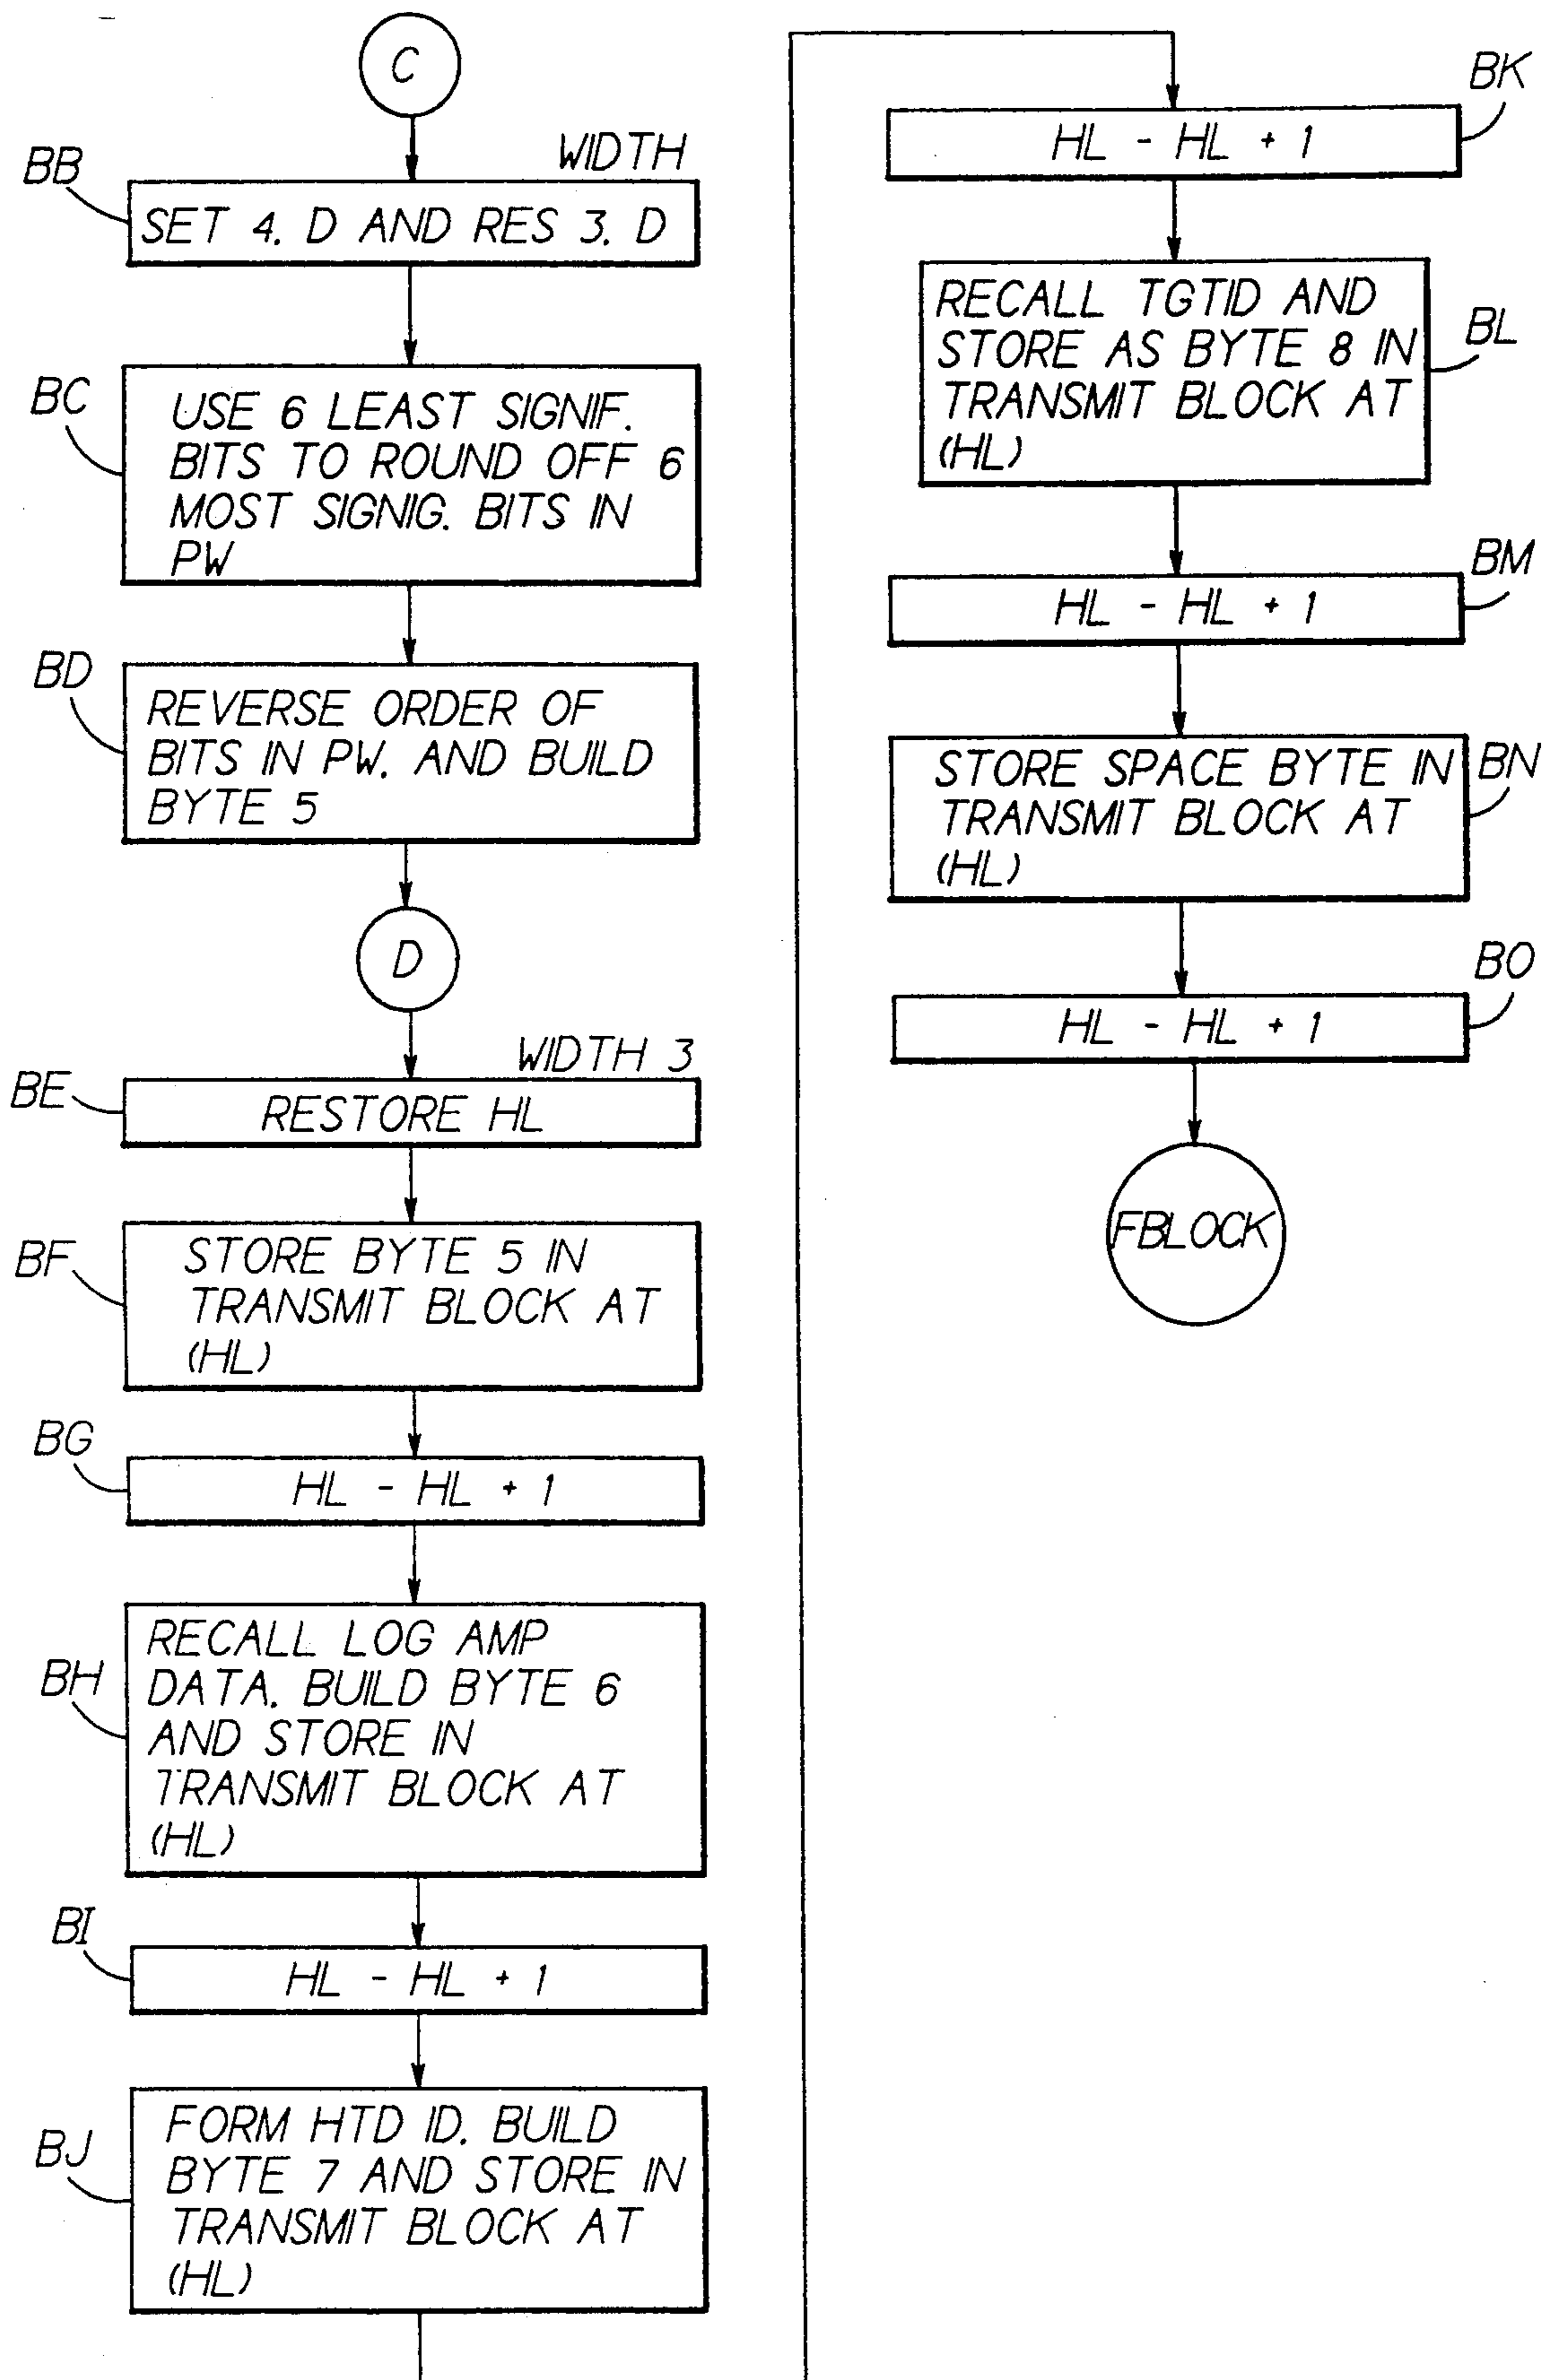 C
WIDTH
BB
SET 4. D AND RES 3. D
BC
USE 6 LEAST SIGNIF.
BITS TO ROUND OFF 6
MOST SIGNIG. BITS IN
PW
BD
REVERSE ORDER OF
BITS IN PW. AND BUILD
BYTE 5
D
WIDTH 3
BE
RESTORE HL
BF
STORE BYTE 5 IN
TRANSMIT BLOCK AT
(HL)
BG
HL - HL + 1
BH
RECALL LOG AMP
DATA. BUILD BYTE 6
AND STORE IN
TRANSMIT BLOCK AT
(HL)
BI
HL - HL + 1
BJ
FORM HTD ID. BUILD
BYTE 7 AND STORE IN
TRANSMIT BLOCK AT
(HL)
BK
HL - HL + 1
BL
RECALL TGTID AND
STORE AS BYTE 8 IN
TRANSMIT BLOCK AT
(HL)
BM
HL - HL + 1
BN
STORE SPACE BYTE IN
TRANSMIT BLOCK AT
(HL)
BO
HL - HL + 1
FBLOCK